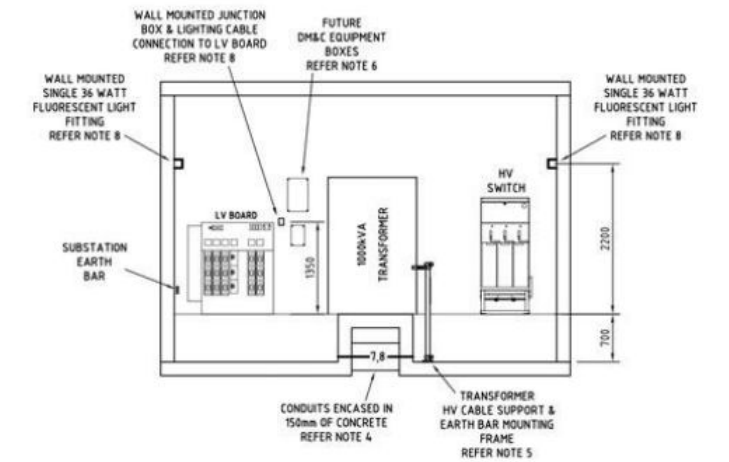 WALL MOUNTED JUNCTION
BOX & LIGHTING CABLE
CONNECTION TO LV BOARD
REFER NOTE 8
FUTURE
DM&C EQUIPMENT
BOXES
REFER NOTE 6
WALL MOUNTED
SINGLE 36 WATT
FLUORESCENT LIGHT
FITTING
REFER NOTE 8
WALL MOUNTED
SINGLE 36 WATT
FLUORESCENT LIGHT
FITTING
REFER NOTE 8
HV
SWITCH
LV BOARD
SUBSTATION
EARTH
BAR
1350
1000kVA
TRANSFORMER
2200
700
7,8
CONDUITS ENCASED IN
150mm OF CONCRETE
REFER NOTE 4
TRANSFORMER
HV CABLE SUPPORT &
EARTH BAR MOUNTING
FRAME
REFER NOTE 5